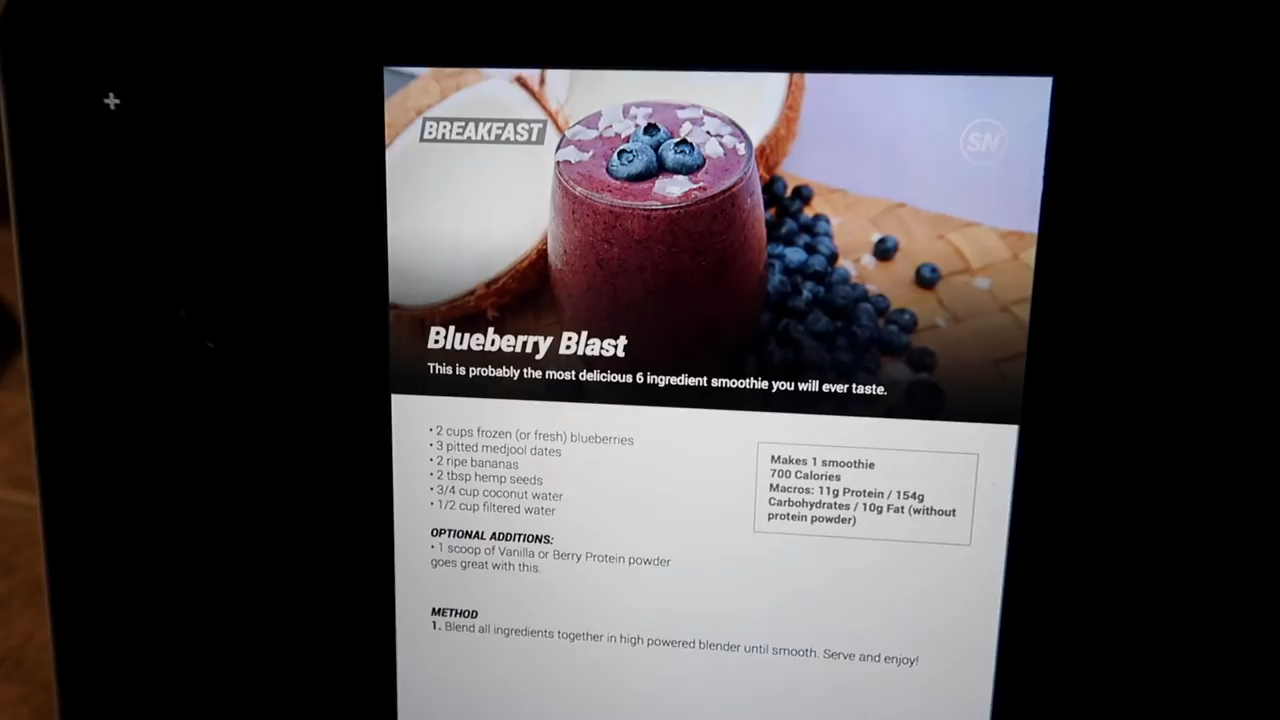 BREAKFAST
SN
Blueberry Blast
This is probably the most delicious 6 ingredient smoothie you will ever taste.
• 2 cups frozen (or fresh) blueberries
• 3 pitted medjool dates
• 2 ripe bananas
• 2 tbsp hemp seeds
• 3/4 cup coconut water
• 1/2 cup filtered water
OPTIONAL ADDITIONS:
• 1 scoop of Vanilla or Berry Protein powder
goes great with this.
Makes 1 smoothie
700 Calories
Macros: 11g Protein / 154g
Carbohydrates / 10g Fat (without
protein powder)
METHOD
1. Blend all ingredients together in high powered blender until smooth. Serve and enjoy!